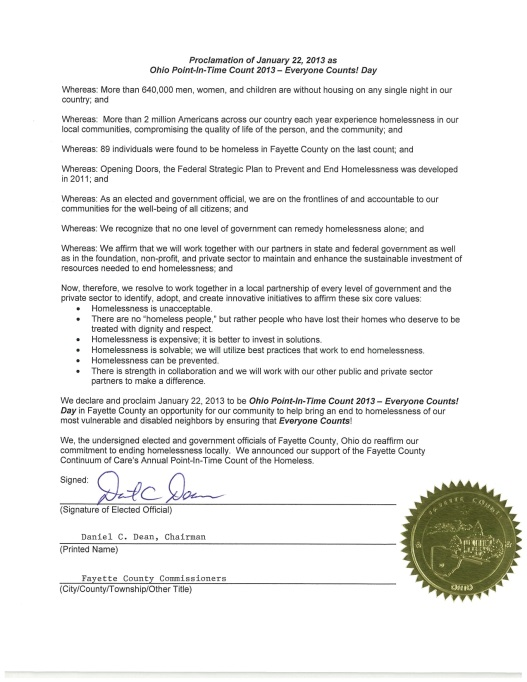 Proclamation of January 22, 2013 as
Ohio Point-In-Time Count 2013 – Everyone Counts! Day
Whereas: More than 640,000 men, women, and children are without housing on any single night in our
country; and
Whereas:  More than 2 million Americans across our country each year experience homelessness in our
local communities, compromising the quality of life of the person, and the community; and
Whereas: 89 individuals were found to be homeless in Fayette County on the last count; and
Whereas: Opening Doors, the Federal Strategic Plan to Prevent and End Homelessness was developed
in 2011; and
Whereas: As an elected and government official, we are on the frontlines of and accountable to our
communities for the well-being of all citizens; and
Whereas: We recognize that no one level of government can remedy homelessness alone; and
Whereas: We affirm that we will work together with our partners in state and federal government as well
as in the foundation, non-profit, and private sector to maintain and enhance the sustainable investment of
resources needed to end homelessness; and
Now, therefore, we resolve to work together in a local partnership of every level of government and the
private sector to identify, adopt, and create innovative initiatives to affirm these six core values:
• Homelessness is unacceptable.
• There are no "homeless people," but rather people who have lost their homes who deserve to be
treated with dignity and respect.
• Homelessness is expensive; it is better to invest in solutions.
• Homelessness is solvable; we will utilize best practices that work to end homelessness.
• Homelessness can be prevented.
• There is strength in collaboration and we will work with our other public and private sector
partners to make a difference.
We declare and proclaim January 22, 2013 to be Ohio Point-In-Time Count 2013 – Everyone Counts!
Day in Fayette County an opportunity for our community to help bring an end to homelessness of our
most vulnerable and disabled neighbors by ensuring that Everyone Counts!
We, the undersigned elected and government officials of Fayette County, Ohio do reaffirm our
commitment to ending homelessness locally.  We announced our support of the Fayette County
Continuum of Care's Annual Point-In-Time Count of the Homeless.
Signed: Dan C. Dean
(Signature of Elected Official)
Daniel C. Dean, Chairman
(Printed Name)
Fayette County Commissioners
(City/County/Township/Other Title)
FAYETTE COUNTY
OHIO